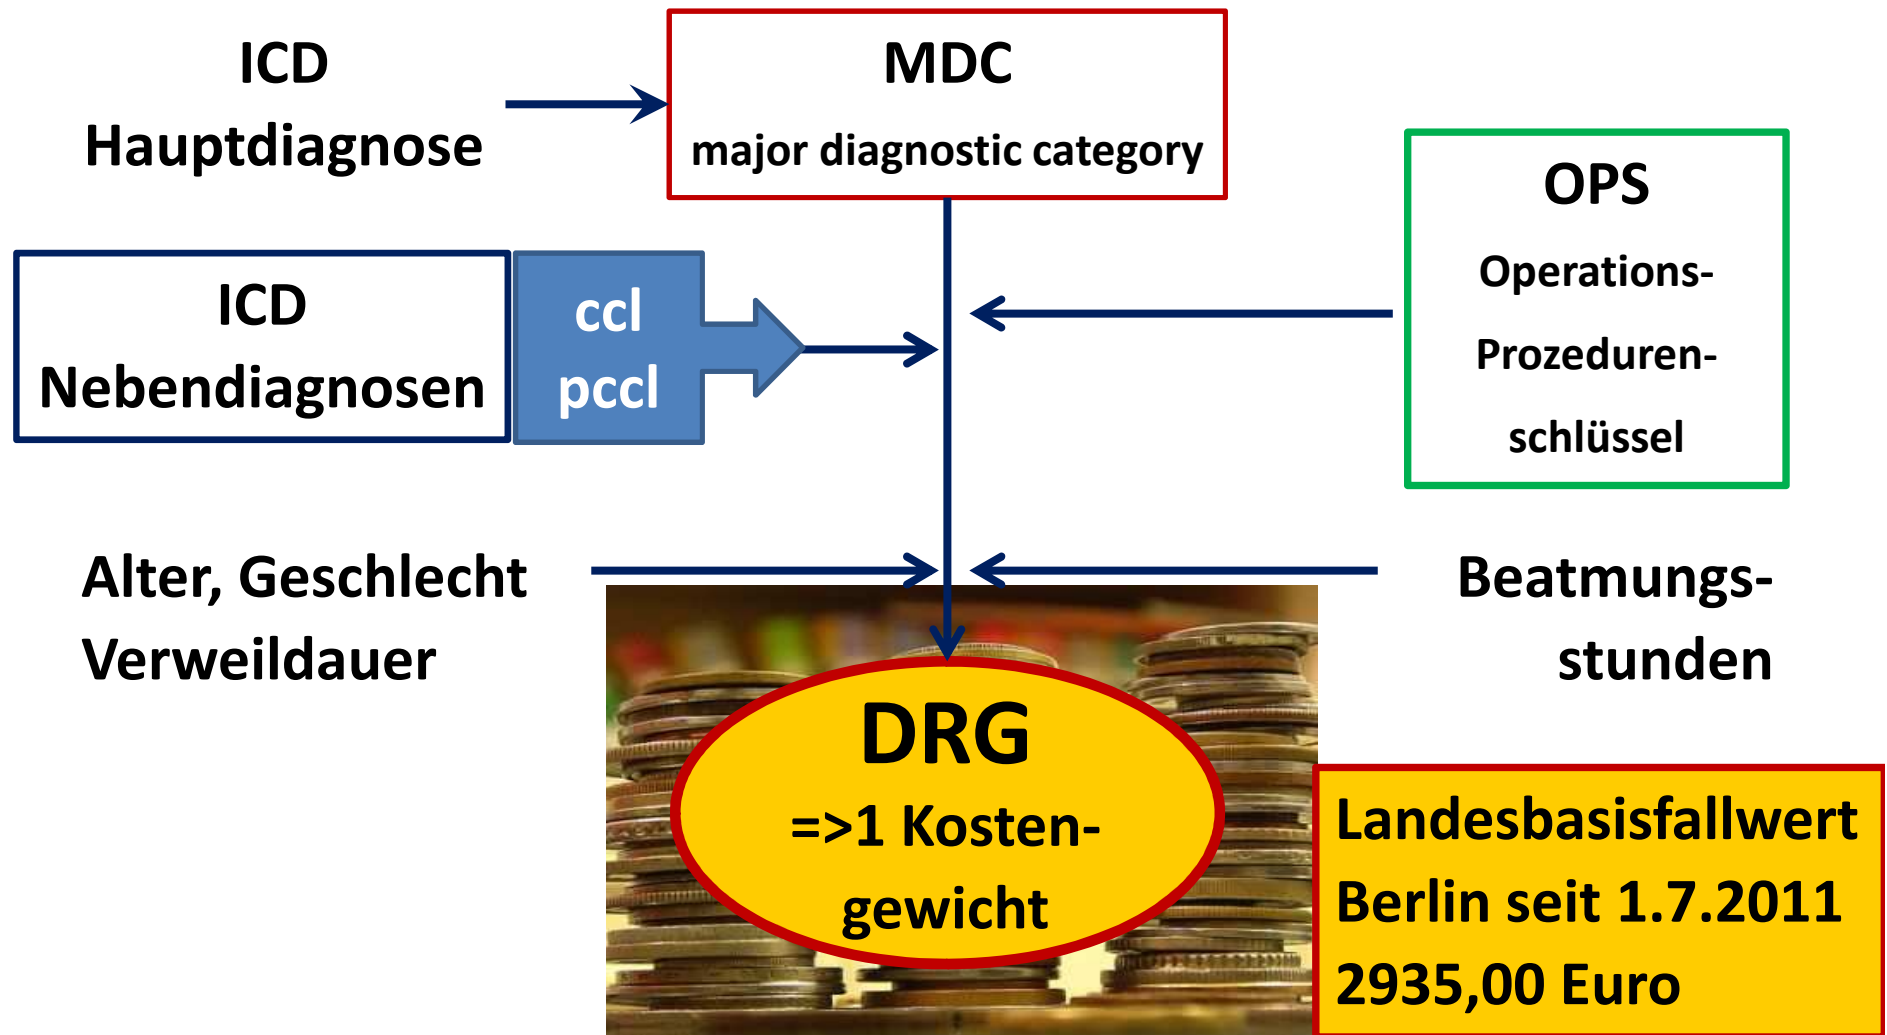 ICD
Hauptdiagnose
MDC
major diagnostic category
OPS
Operations-
Prozeduren-
schlüssel
ICD
Nebendiagnosen
ccl
pccl
Alter, Geschlecht
Verweildauer
Beatmungs-
stunden
DRG
=>1 Kosten-
gewicht
Landesbasisfallwert
Berlin seit 1.7.2011
2935,00 Euro